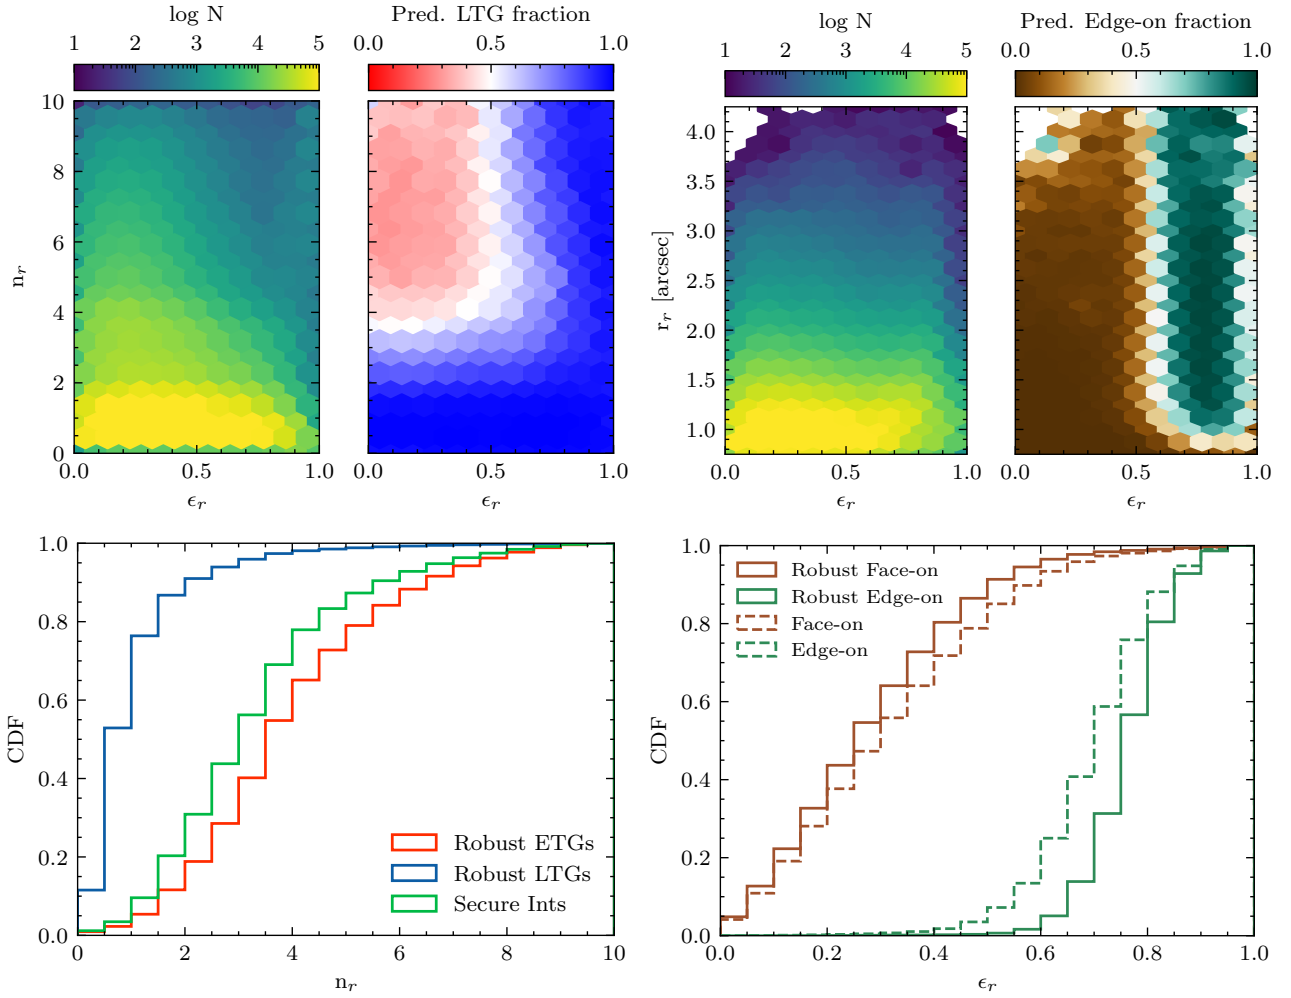 log N
1 2 3 4 5
Pred. LTG fraction
0.0 0.5 1.0
log N
1 2 3 4 5
Pred. Edge-on fraction
0.0 0.5 1.0
n_r
10
8
6
4
2
0
0.0 0.5 1.0
ϵ_r
0.0 0.5 1.0
ϵ_r
r_r [arcsec]
4.0
3.5
3.0
2.5
2.0
1.5
1.0
0.0 0.5 1.0
ϵ_r
0.0 0.5 1.0
ϵ_r
CDF
1.0
0.8
0.6
0.4
0.2
0.0
0 2 4 6 8 10
n_r
Robust ETGs
Robust LTGs
Secure Ints
CDF
1.0
0.8
0.6
0.4
0.2
0.0
0.0 0.2 0.4 0.6 0.8 1.0
ϵ_r
Robust Face-on
Robust Edge-on
Face-on
Edge-on